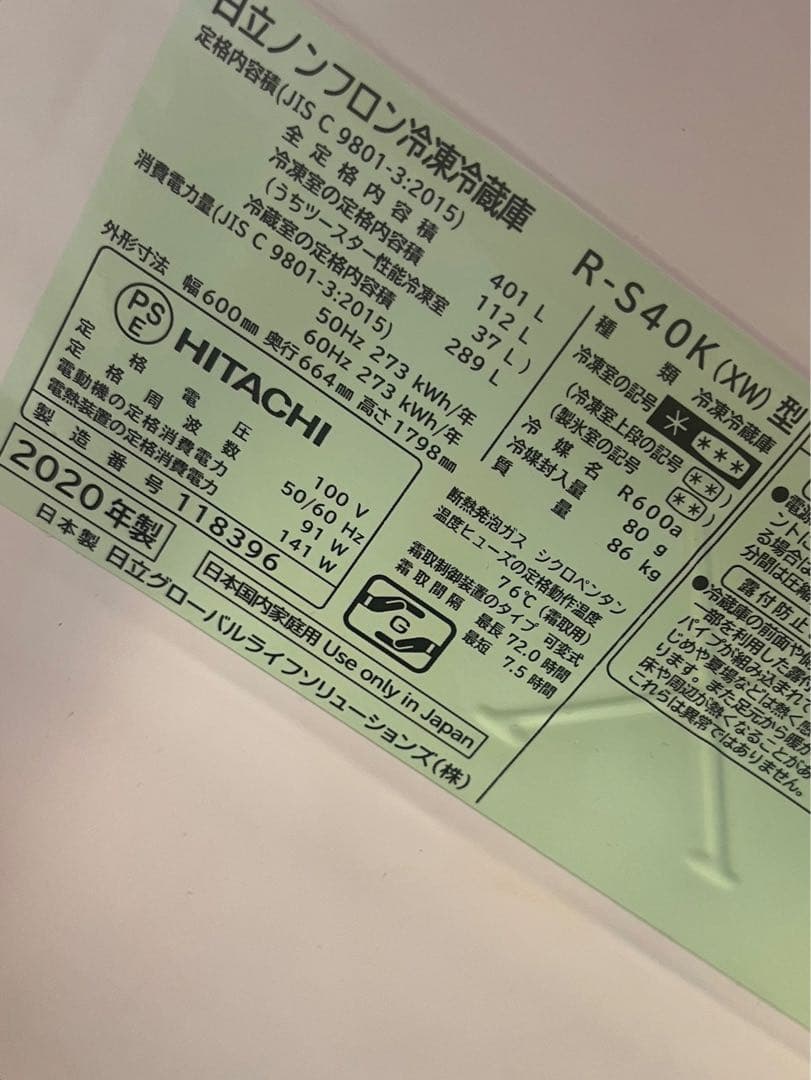 日立ノンフロン冷凍冷蔵庫 R-S40K(XW)型
定格内容積(JIS C 9801-3:2015)
全定格内容積 401 L
冷凍室の定格内容積 112 L
(うちツースター性能冷凍室 37 L)
冷蔵室の定格内容積 289 L
消費電力量(JIS C 9801-3:2015)
50Hz 273 kWh/年
60Hz 273 kWh/年
外形寸法 幅600mm 奥行664mm 高さ1798mm
PSE HITACHI
定格電圧 100 V
定格周波数 50/60 Hz
電動機の定格消費電力 91 W
電熱装置の定格消費電力 141 W
製造番号 118396
2020年製 日本国内家庭用 Use only in Japan
日本製 日立グローバルライフソリューションズ(株)
種類 冷凍冷蔵庫
冷凍室の記号 * ***
(冷凍室上段の記号 **)
(製氷室の記号 **)
冷媒名 R600a
冷媒封入量 80 g
質量 86 kg
断熱発泡ガス シクロペンタン
温度ヒューズの定格動作温度
76℃(霜取用)
霜取制御装置のタイプ 可変式
霜取間隔 最長 72.0 時間
最短 7.5 時間
G
●電源
ントを
る場合
分間は
露付防止
●冷蔵庫の前面や
部を利用した露
パイプが組み込まれ
じめや夏場などは熱く
ります。また足元から暖か
床や周辺が熱くなることがあ
これらは異常ではありません。